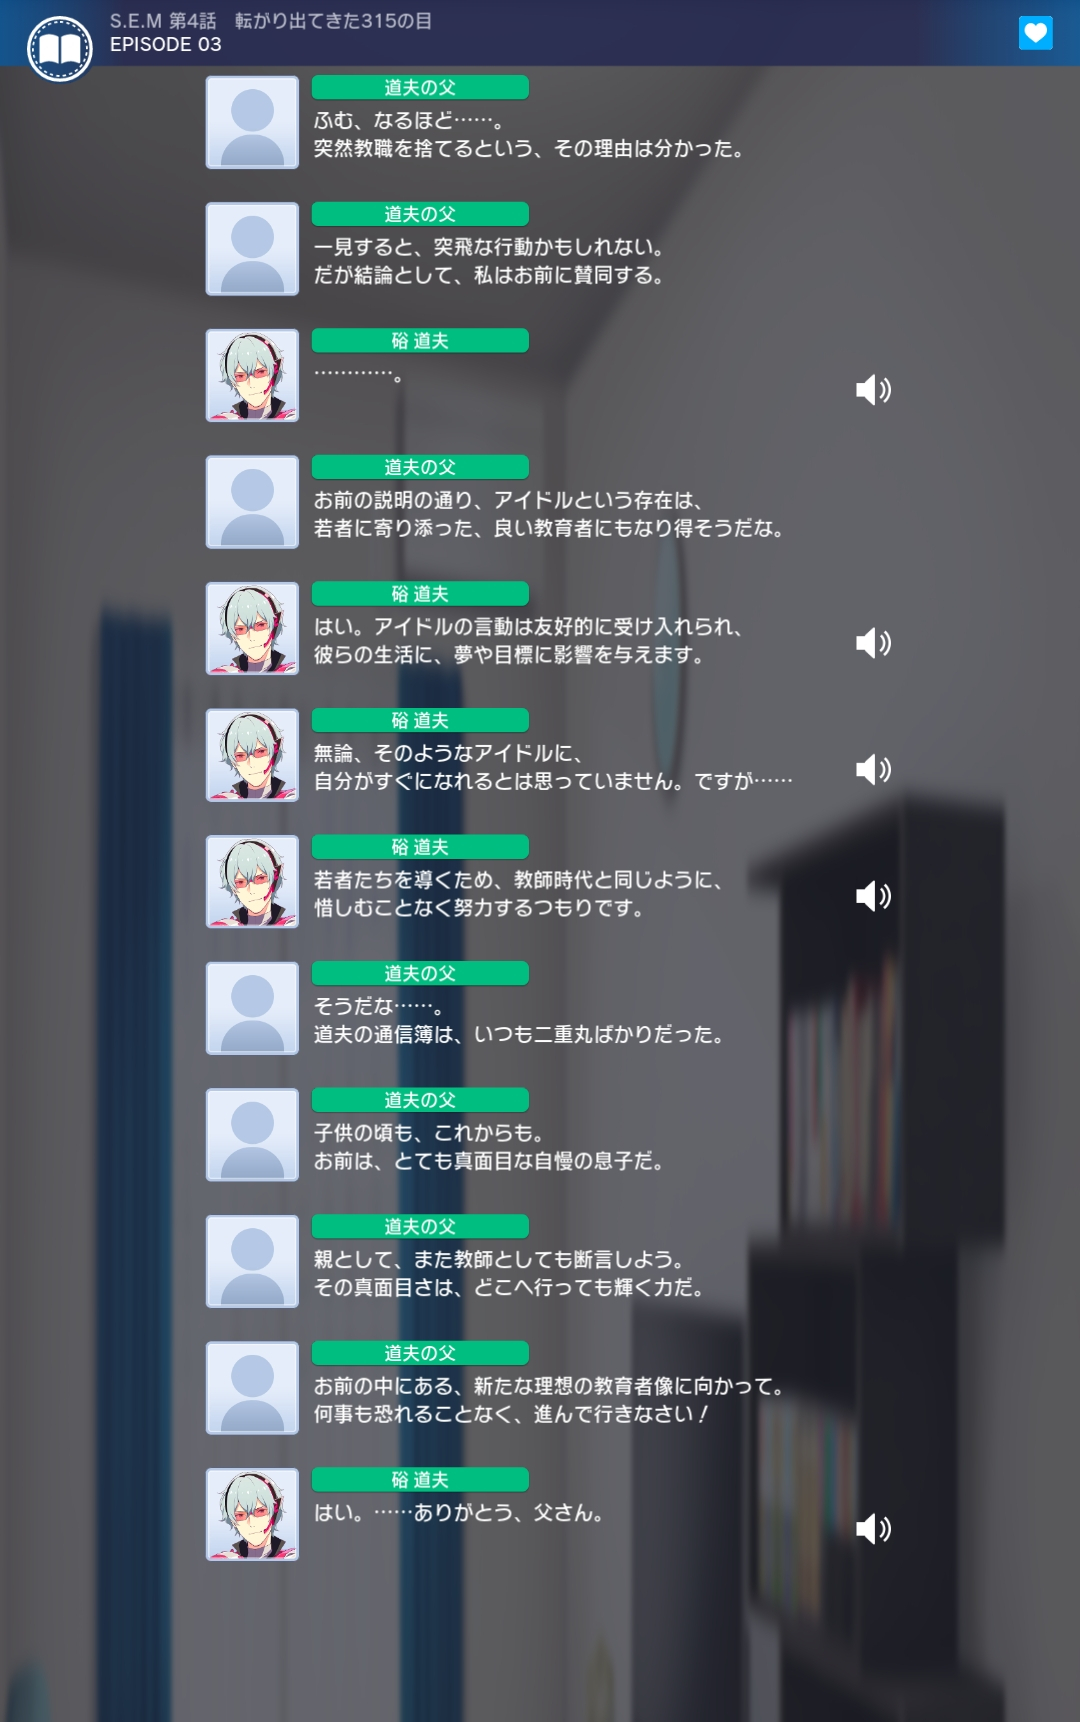 S.E.M 第4話　転がり出てきた315の目
EPISODE 03
道夫の父
ふむ、なるほど……。
突然教職を捨てるという、その理由は分かった。
道夫の父
一見すると、突飛な行動かもしれない。
だが結論として、私はお前に賛同する。
硲 道夫
…………。
道夫の父
お前の説明の通り、アイドルという存在は、
若者に寄り添った、良い教育者にもなり得そうだな。
硲 道夫
はい。アイドルの言動は友好的に受け入れられ、
彼らの生活に、夢や目標に影響を与えます。
硲 道夫
無論、そのようなアイドルに、
自分がすぐになれるとは思っていません。ですが……
硲 道夫
若者たちを導くため、教師時代と同じように、
惜しむことなく努力するつもりです。
道夫の父
そうだな……。
道夫の通信簿は、いつも二重丸ばかりだった。
道夫の父
子供の頃も、これからも。
お前は、とても真面目な自慢の息子だ。
道夫の父
親として、また教師としても断言しよう。
その真面目さは、どこへ行っても輝く力だ。
道夫の父
お前の中にある、新たな理想の教育者像に向かって。
何事も恐れることなく、進んで行きなさい！
硲 道夫
はい。……ありがとう、父さん。